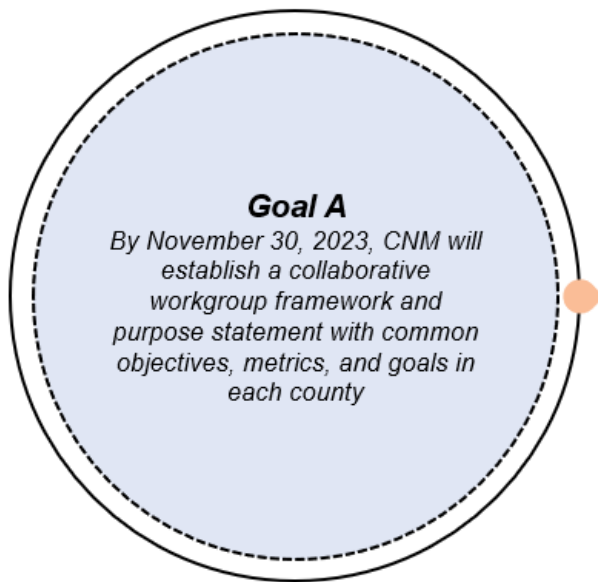 Goal A
By November 30, 2023, CNM will
establish a collaborative
workgroup framework and
purpose statement with common
objectives, metrics, and goals in
each county